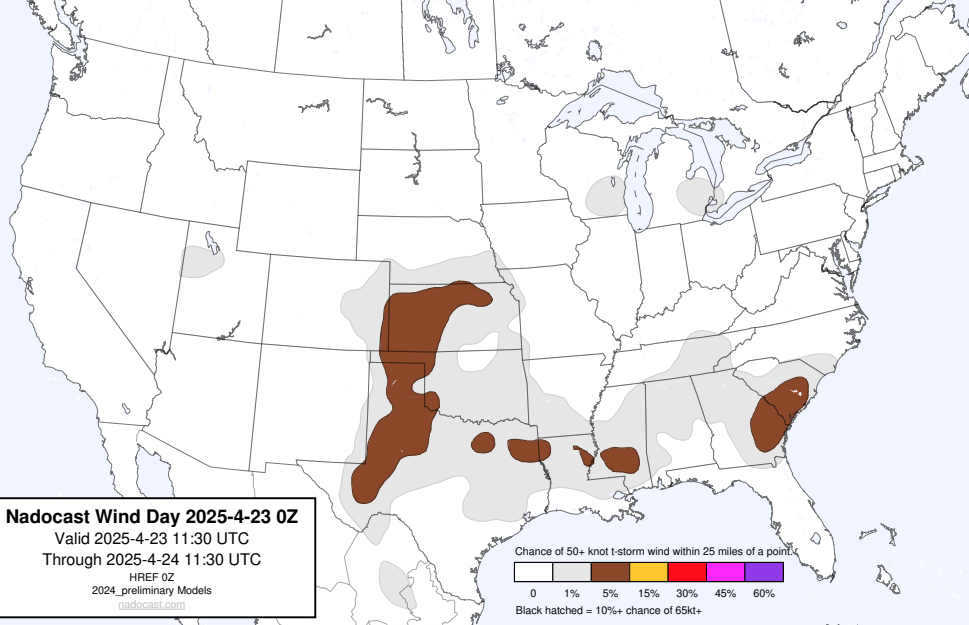 Nadocast Wind Day 2025-4-23 0Z
Valid 2025-4-23 11:30 UTC
Through 2025-4-24 11:30 UTC
HREF 0Z
2024_preliminary Models
nadocast.com
Chance of 50+ knot t-storm wind within 25 miles of a point.
0 1% 5% 15% 30% 45% 60%
Black hatched = 10%+ chance of 65kt+